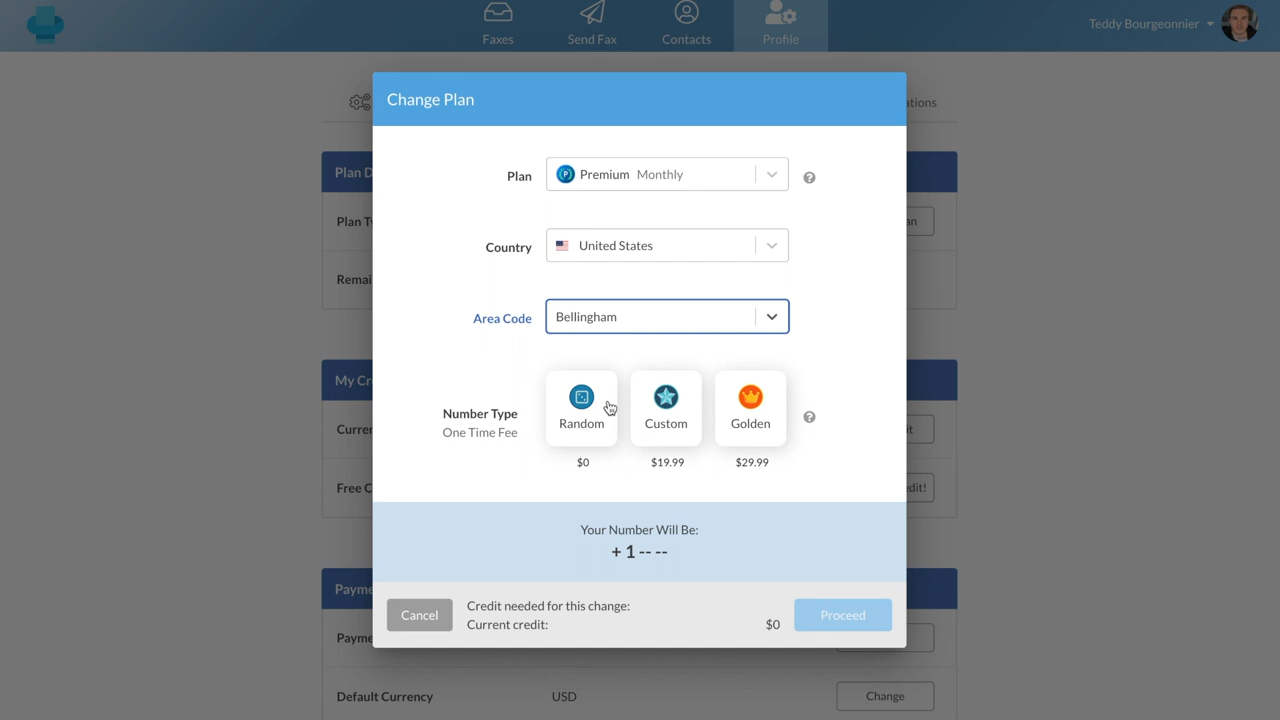 Faxes
Send Fax
Contacts
Profile
Teddy Bourgeonnier
ations
Change Plan
Plan D
Plan
Premium Monthly
Plan Ty
an
Country
United States
Remai
Area Code
Bellingham
My Cr
Number Type
One Time Fee
Random
Custom
Golden
$0
$19.99
$29.99
Curren
it
Free C
edit!
Your Number Will Be:
+ 1 -- --
Payme
Cancel
Credit needed for this change:
Current credit:
$0
Proceed
Payme
Default Currency
USD
Change